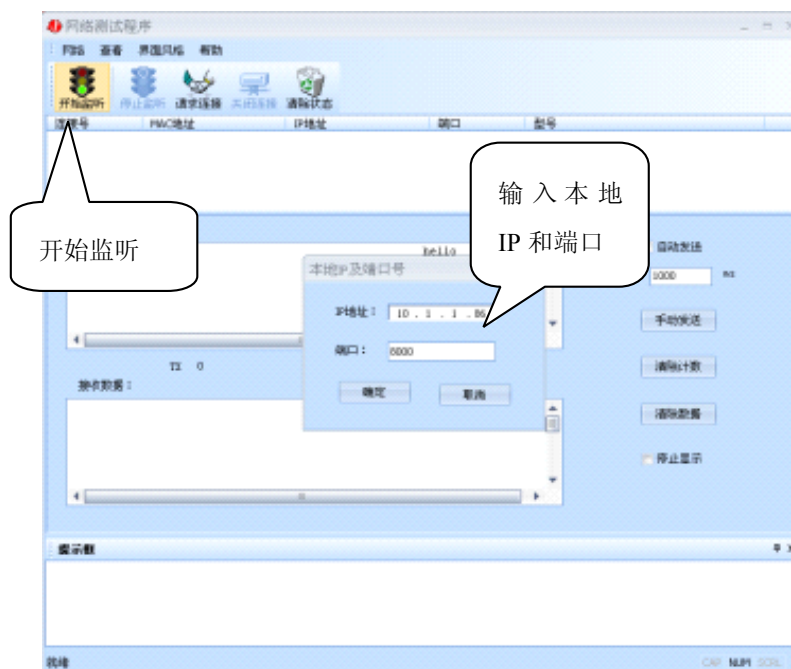 网络测试程序
网络 查看 界面风格 帮助
开始监听 停止监听 请求连接 关闭连接 清除状态
连接号 MAC地址 IP地址 端口 型号
开始监听
输入本地
IP 和端口
hello
自动发送
本地IP及端口号
1000 ms
IP地址： 10 . 1 . 1 . 86
手动发送
端口： 8000
TX 0
清除计数
确定 取消
接收数据：
清除数据
停止显示
提示框
就绪
CAP NUM SCRL